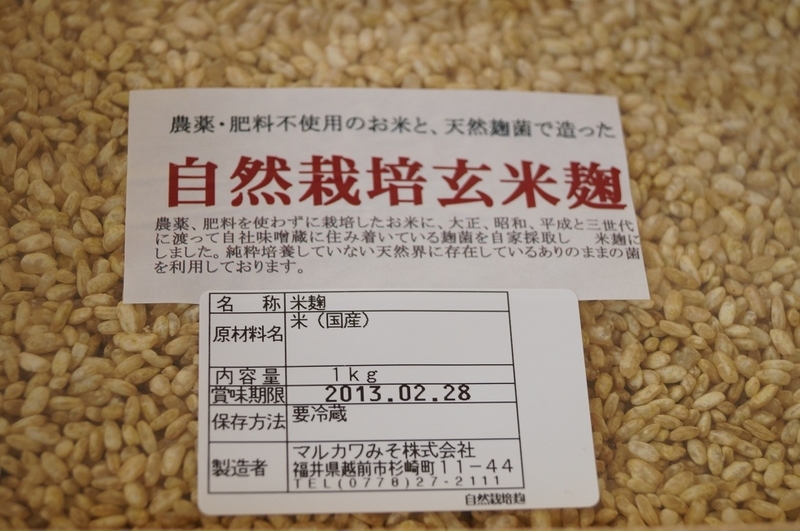 農薬・肥料不使用のお米と、天然麹菌で造った
自然栽培玄米麹
農薬、肥料を使わずに栽培したお米に、大正、昭和、平成と三世代
に渡って自社味噌蔵に住み着いている麹菌を自家採取し 米麹に
しました。純粋培養していない天然界に存在しているありのままの菌
を利用しております。
名 称 米麹
原材料名 米（国産）
内容量 1kg
賞味期限 2013.02.28
保存方法 要冷蔵
製造者 マルカワみそ株式会社
福井県越前市杉崎町11-44
TEL(0778)27-2111
自然栽培麹